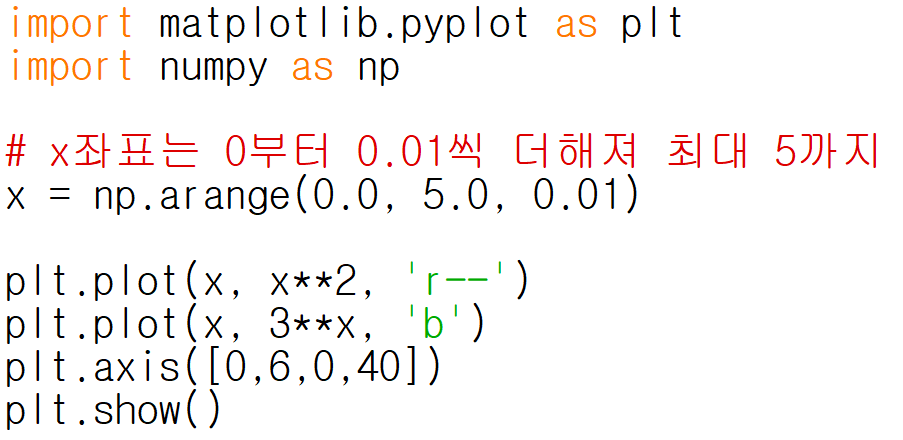 import matplotlib.pyplot as plt
import numpy as np
# x좌표는 0부터 0.01씩 더해져 최대 5까지
x = np.arange(0.0, 5.0, 0.01)
plt.plot(x, x**2, 'r--')
plt.plot(x, 3**x, 'b')
plt.axis([0,6,0,40])
plt.show()